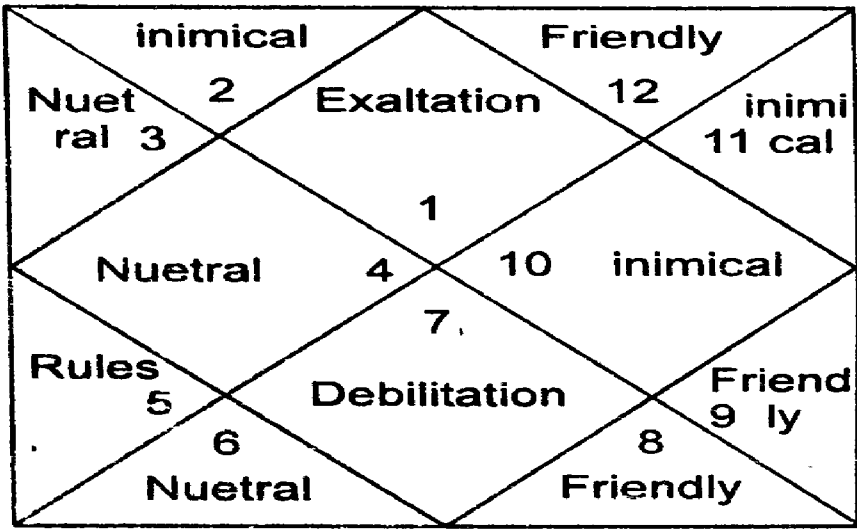 inimical
Friendly
2
12
Nuet
ral 3
Exaltation
inimi
11 cal
1
Nuetral 4
10 inimical
7
Rules
5
Debilitation
Friend
9 ly
6
8
Nuetral
Friendly